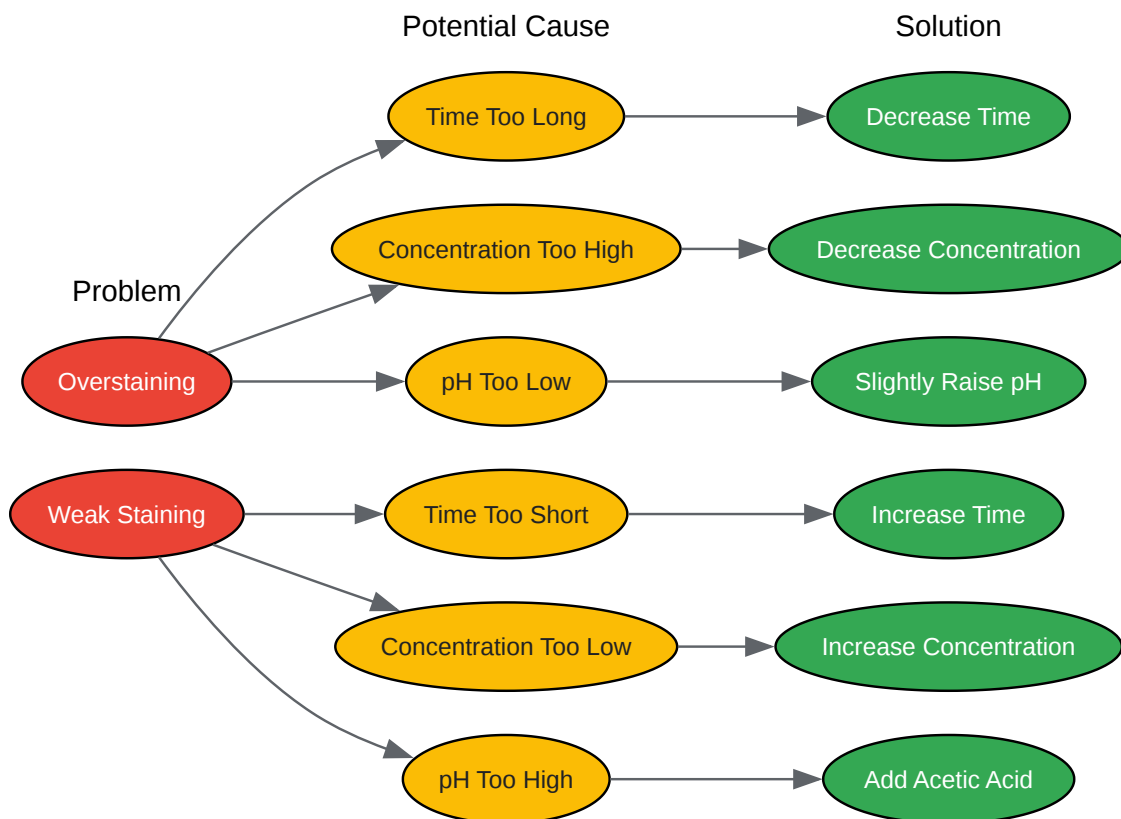 Potential Cause
Solution
Time Too Long
Decrease Time
Concentration Too High
Decrease Concentration
Problem
Overstaining
pH Too Low
Slightly Raise pH
Weak Staining
Time Too Short
Increase Time
Concentration Too Low
Increase Concentration
pH Too High
Add Acetic Acid